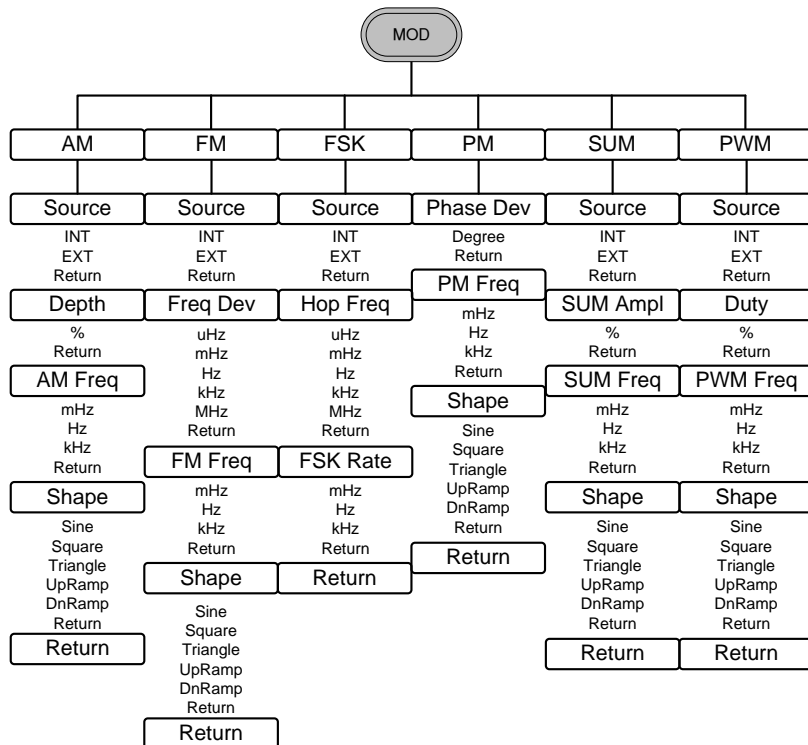 MOD
AM
FM
FSK
PM
SUM
PWM
Source
INT
EXT
Return
Depth
%
Return
AM Freq
mHz
Hz
kHz
Return
Shape
Sine
Square
Triangle
UpRamp
DnRamp
Return
Return
Source
INT
EXT
Return
Freq Dev
uHz
mHz
Hz
kHz
MHz
Return
FM Freq
mHz
Hz
kHz
Return
Shape
Sine
Square
Triangle
UpRamp
DnRamp
Return
Return
Source
INT
EXT
Return
Hop Freq
uHz
mHz
Hz
kHz
MHz
Return
FSK Rate
mHz
Hz
kHz
Return
Return
Phase Dev
Degree
Return
PM Freq
mHz
Hz
kHz
Return
Shape
Sine
Square
Triangle
UpRamp
DnRamp
Return
Return
Source
INT
EXT
Return
SUM Ampl
%
Return
SUM Freq
mHz
Hz
kHz
Return
Shape
Sine
Square
Triangle
UpRamp
DnRamp
Return
Return
Source
INT
EXT
Return
Duty
%
Return
PWM Freq
mHz
Hz
kHz
Return
Shape
Sine
Square
Triangle
UpRamp
DnRamp
Return
Return